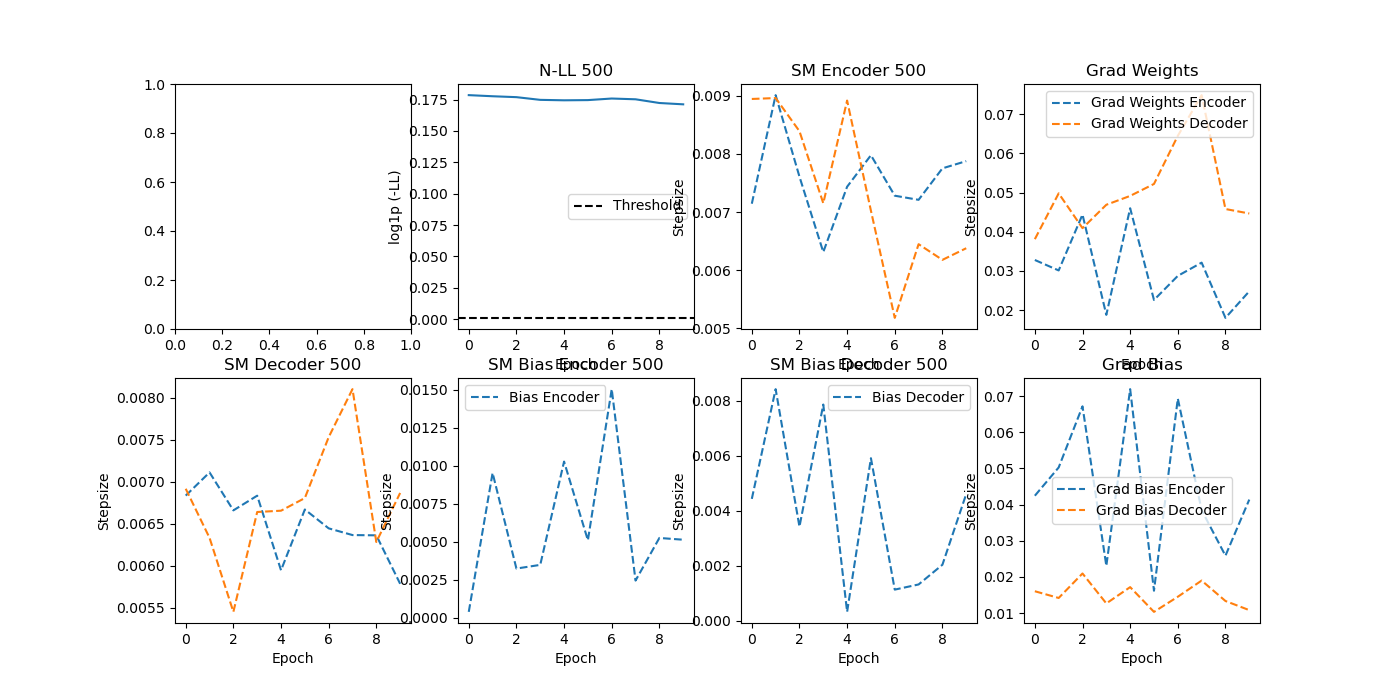 N-LL 500
SM Encoder 500
Grad Weights
1.0
0.8
0.6
0.4
0.2
0.0
0.0 0.2 0.4 0.6 0.8 1.0
log1p (-LL)
0.175
0.150
0.125
0.100
0.075
0.050
0.025
0.000
Threshold
0 2 4 6 8
Epoch
Stepsize
0.009
0.008
0.007
0.006
0.005
0 2 4 6 8
Epoch
Stepsize
0.07
0.06
0.05
0.04
0.03
0.02
Grad Weights Encoder
Grad Weights Decoder
0 2 4 6 8
Epoch
SM Decoder 500
SM Bias Encoder 500
SM Bias Decoder 500
Grad Bias
Stepsize
0.0080
0.0075
0.0070
0.0065
0.0060
0.0055
0 2 4 6 8
Epoch
Stepsize
0.0150
0.0125
0.0100
0.0075
0.0050
0.0025
0.0000
Bias Encoder
0 2 4 6 8
Epoch
Stepsize
0.008
0.006
0.004
0.002
0.000
Bias Decoder
0 2 4 6 8
Epoch
Stepsize
0.07
0.06
0.05
0.04
0.03
0.02
0.01
Grad Bias Encoder
Grad Bias Decoder
0 2 4 6 8
Epoch